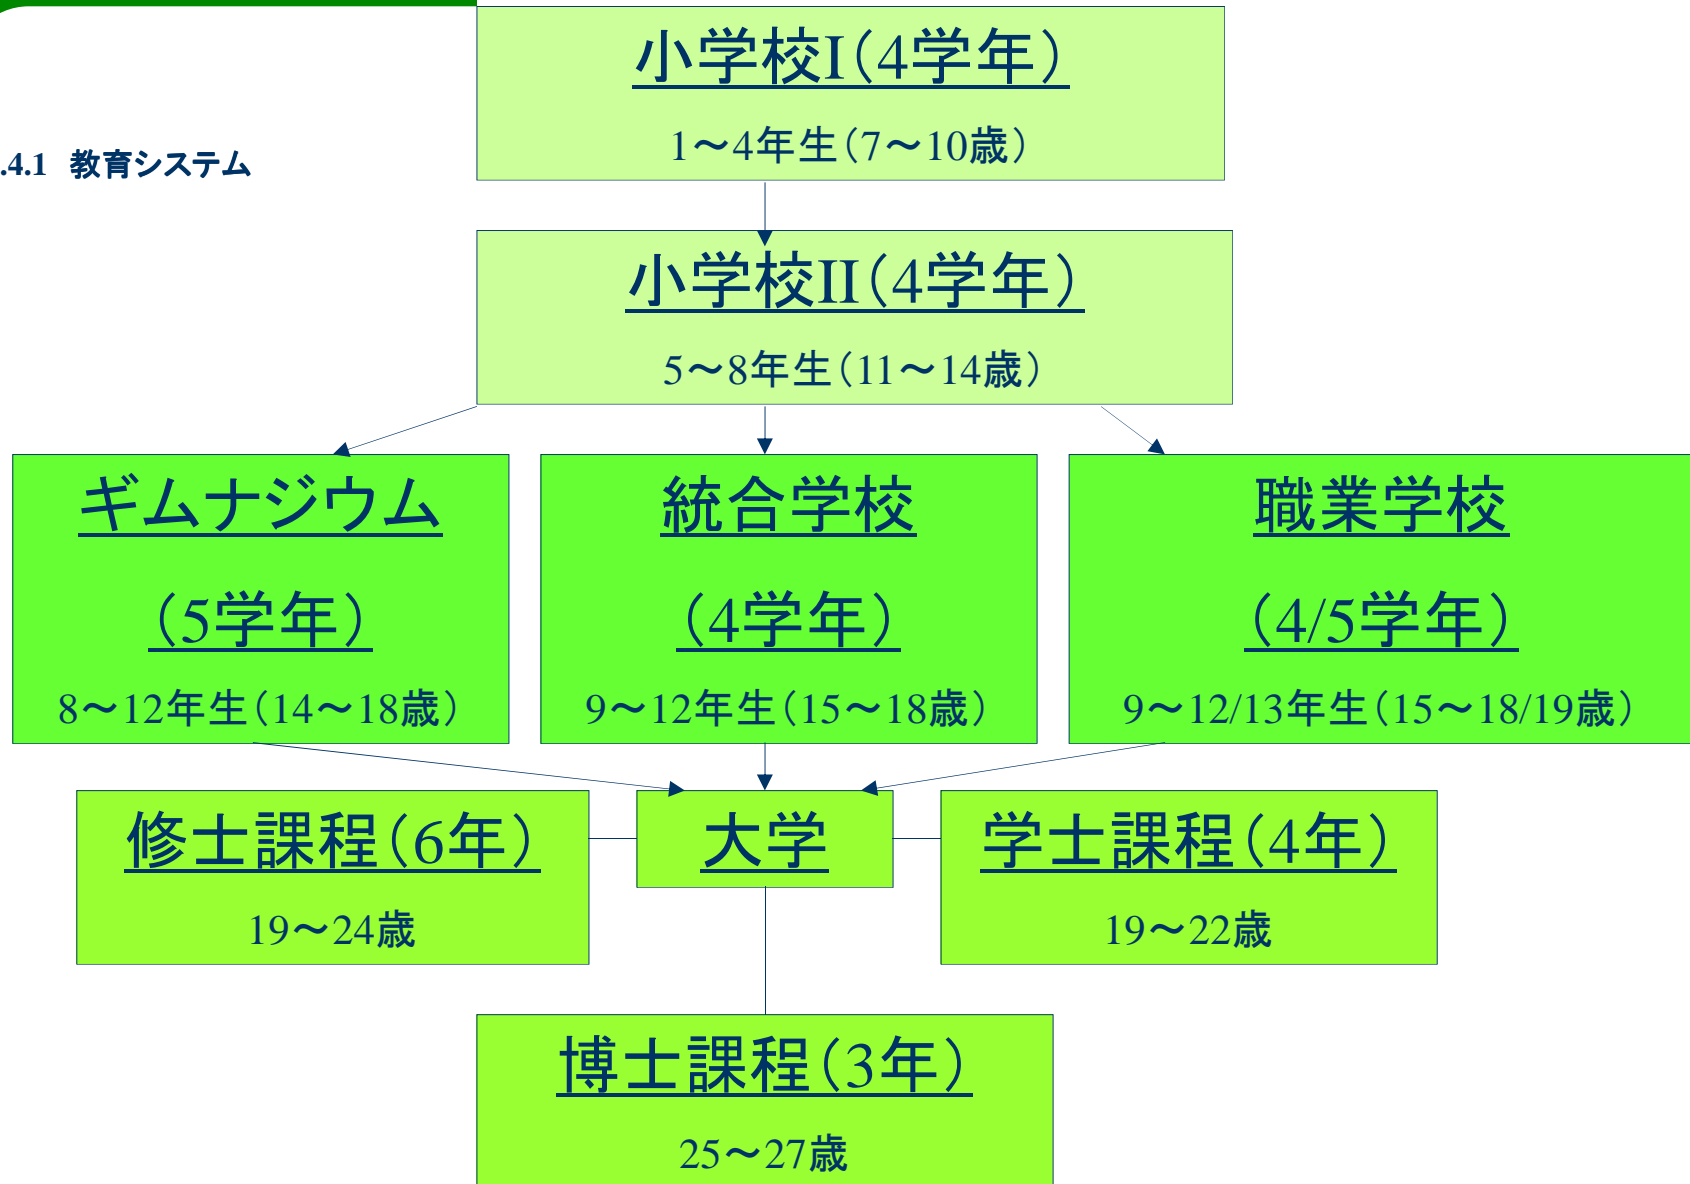 小学校I(4学年)
1～4年生(7～10歳)
.4.1 教育システム
小学校II(4学年)
5～8年生(11～14歳)
ギムナジウム
(5学年)
8～12年生(14～18歳)
統合学校
(4学年)
9～12年生(15～18歳)
職業学校
(4/5学年)
9～12/13年生(15～18/19歳)
修士課程(6年)
19～24歳
大学
学士課程(4年)
19～22歳
博士課程(3年)
25～27歳